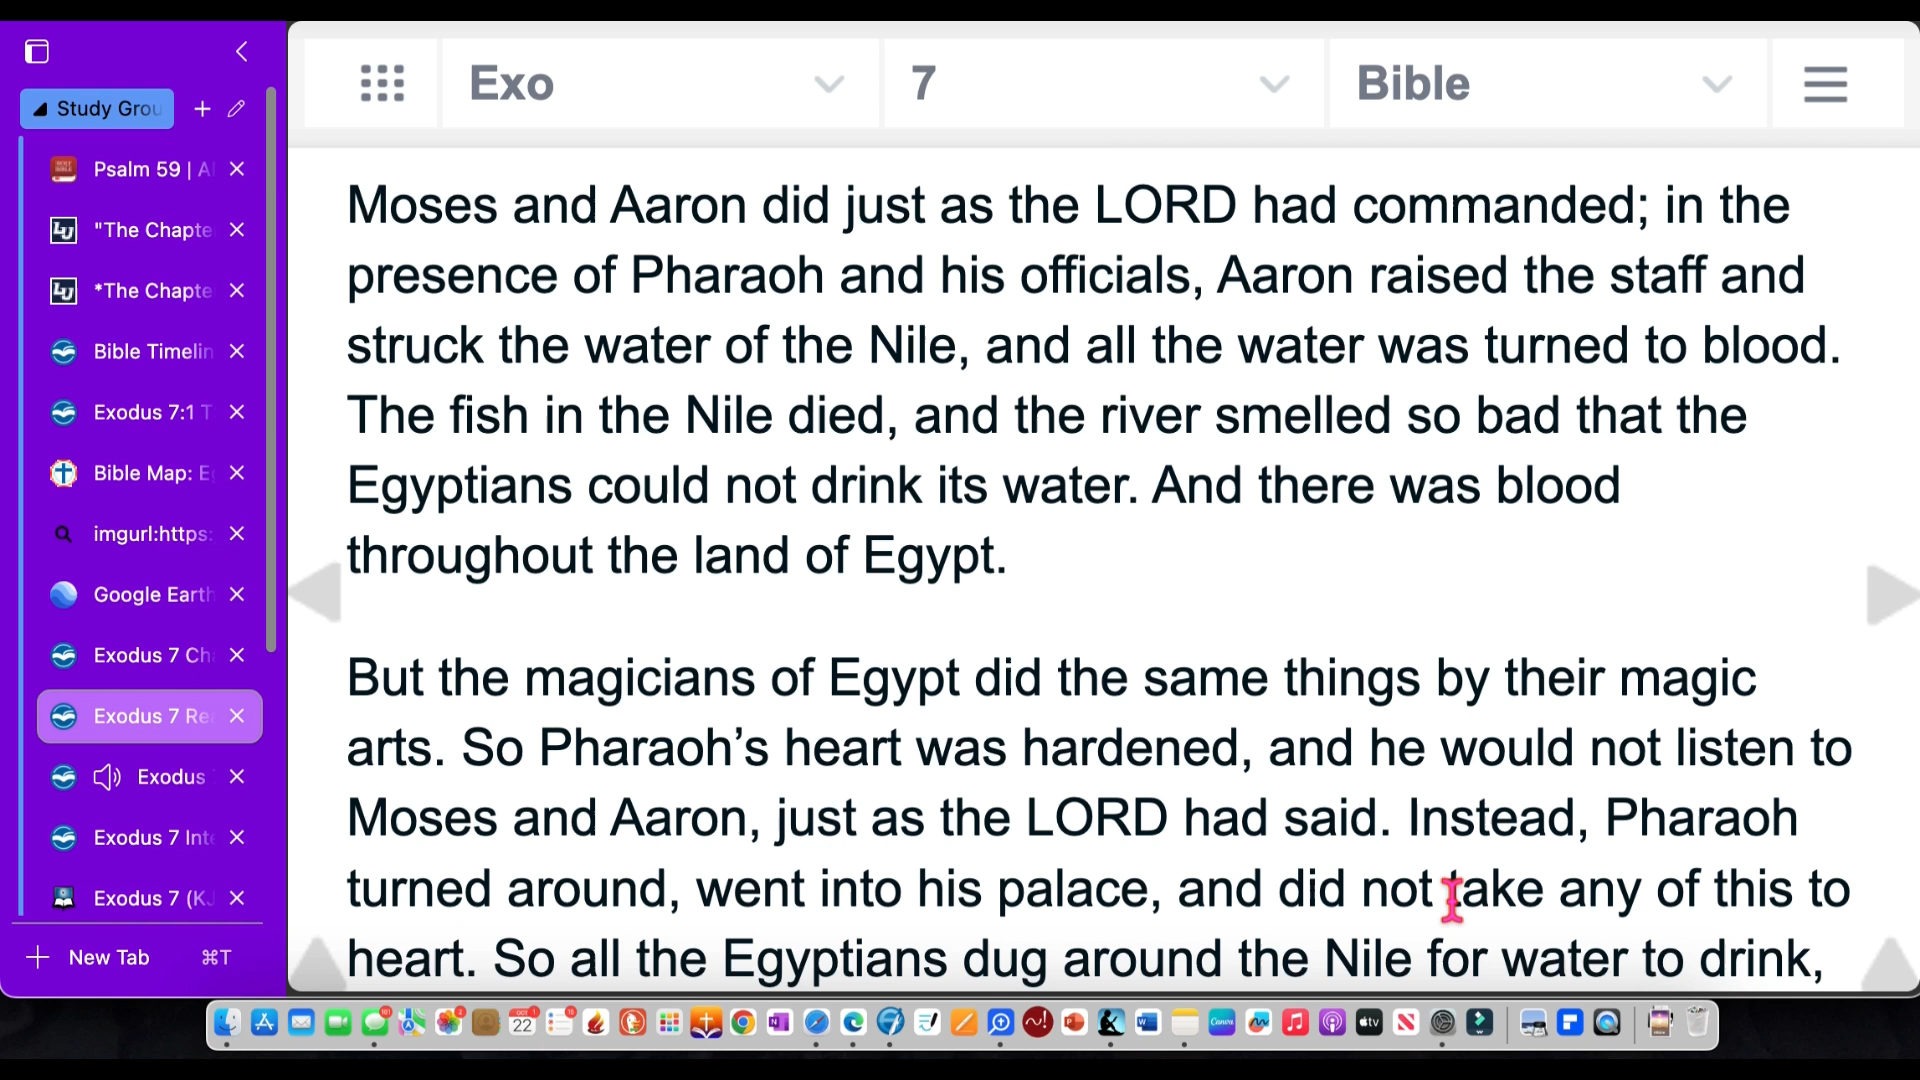 Study Grou
Psalm 59 | A
"The Chapte
*The Chapte
Bible Timelin
Exodus 7:1 T
Bible Map: E
imgurl:https:
Google Earth
Exodus 7 Ch
Exodus 7 Re
Exodus
Exodus 7 Inte
Exodus 7 (KJ
New Tab ⌘T
Exo 7 Bible
Moses and Aaron did just as the LORD had commanded; in the
presence of Pharaoh and his officials, Aaron raised the staff and
struck the water of the Nile, and all the water was turned to blood.
The fish in the Nile died, and the river smelled so bad that the
Egyptians could not drink its water. And there was blood
throughout the land of Egypt.
But the magicians of Egypt did the same things by their magic
arts. So Pharaoh’s heart was hardened, and he would not listen to
Moses and Aaron, just as the LORD had said. Instead, Pharaoh
turned around, went into his palace, and did not take any of this to
heart. So all the Egyptians dug around the Nile for water to drink,
OCT
22
tv